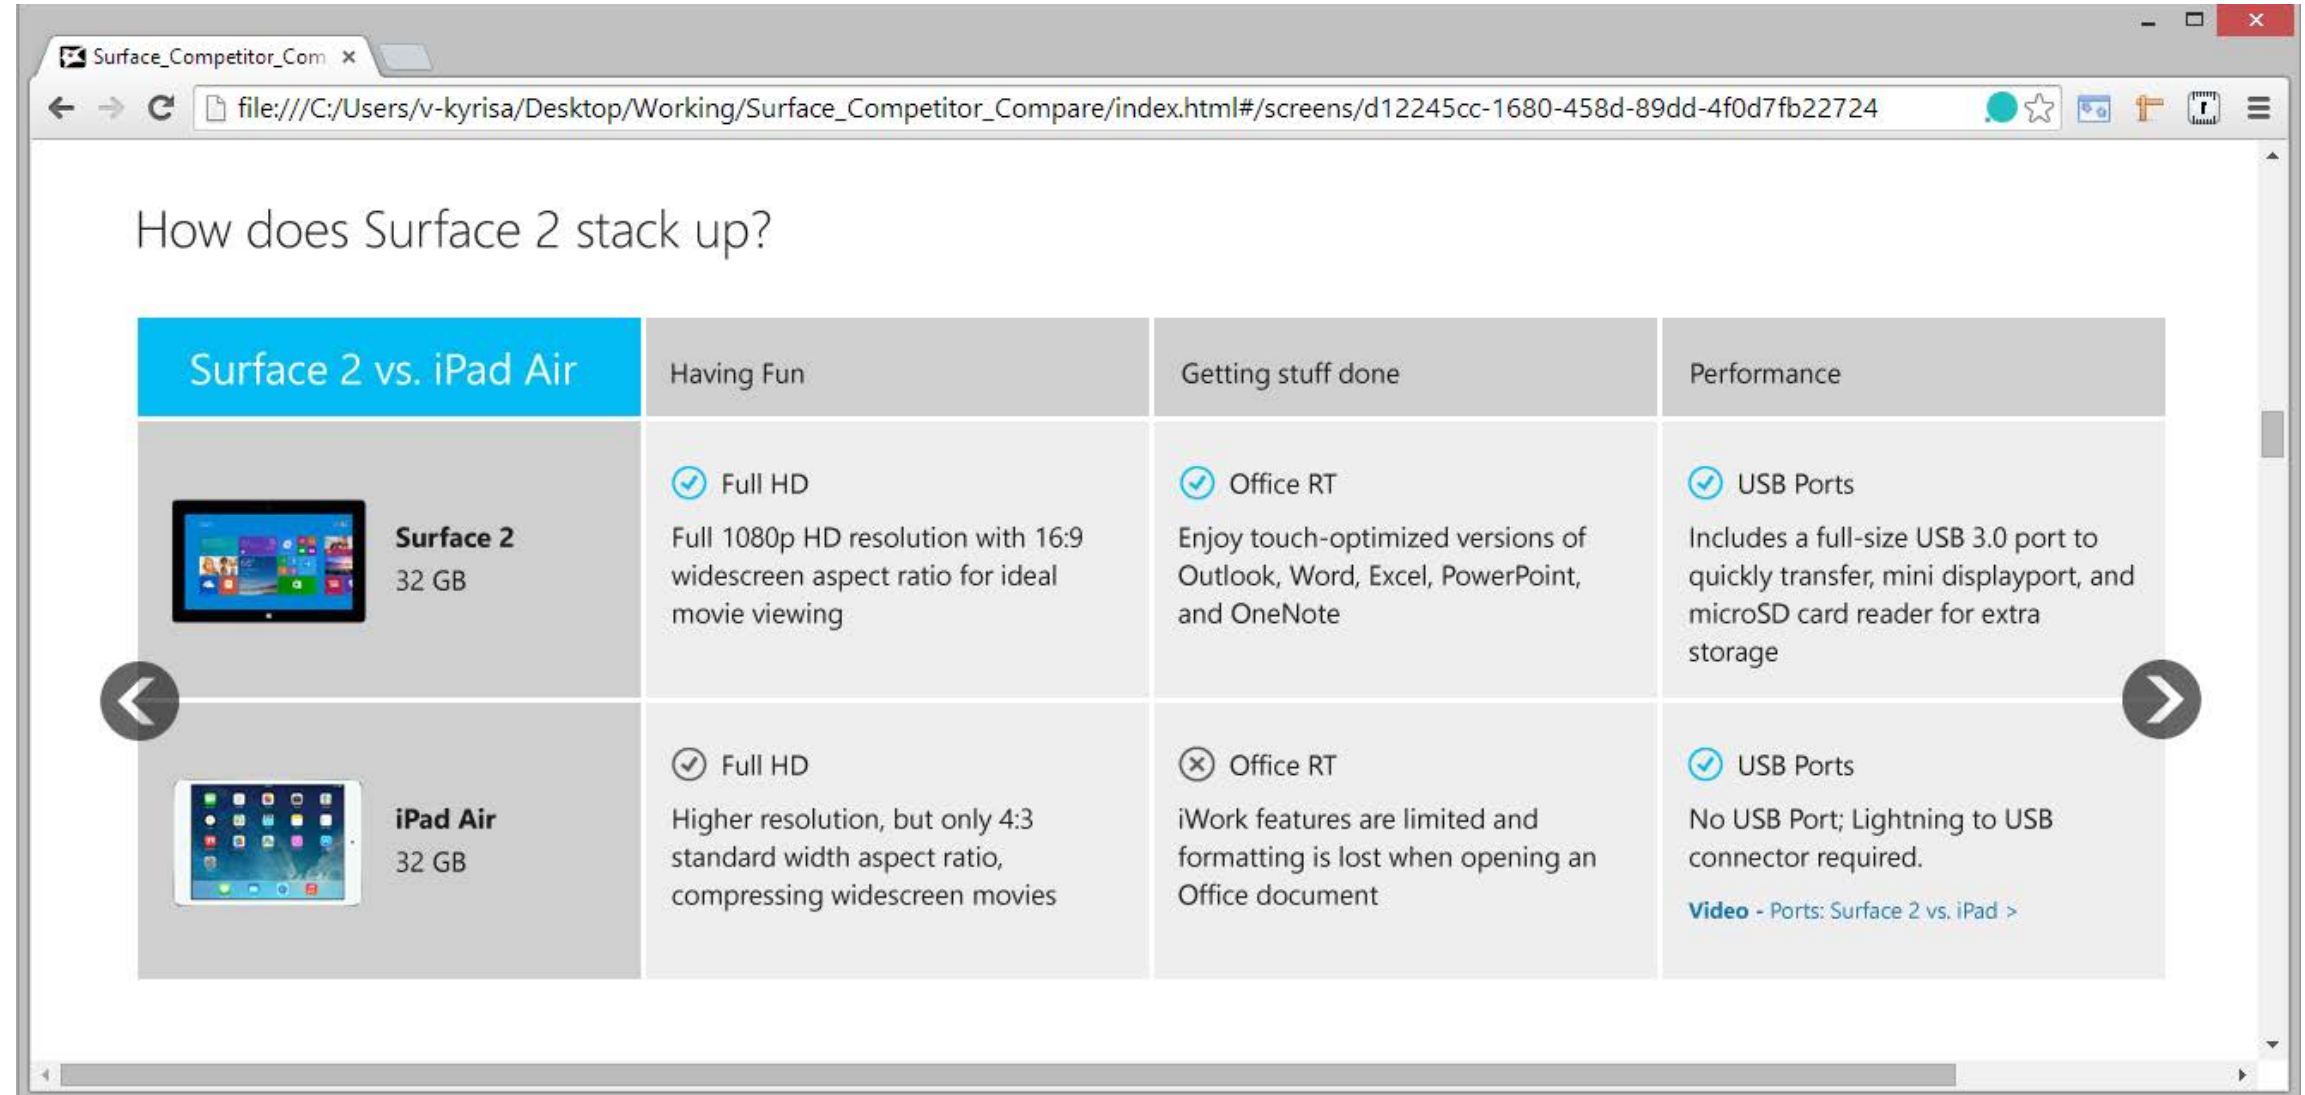 Surface_Competitor_Com
file:///C:/Users/v-kyrisa/Desktop/Working/Surface_Competitor_Compare/index.html#/screens/d12245cc-1680-458d-89dd-4f0d7fb22724
How does Surface 2 stack up?
Surface 2 vs. iPad Air
Having Fun
Getting stuff done
Performance
Surface 2
32 GB
Full HD
Full 1080p HD resolution with 16:9
widescreen aspect ratio for ideal
movie viewing
Office RT
Enjoy touch-optimized versions of
Outlook, Word, Excel, PowerPoint,
and OneNote
USB Ports
Includes a full-size USB 3.0 port to
quickly transfer, mini displayport, and
microSD card reader for extra
storage
iPad Air
32 GB
Full HD
Higher resolution, but only 4:3
standard width aspect ratio,
compressing widescreen movies
Office RT
iWork features are limited and
formatting is lost when opening an
Office document
USB Ports
No USB Port; Lightning to USB
connector required.
Video - Ports: Surface 2 vs. iPad >